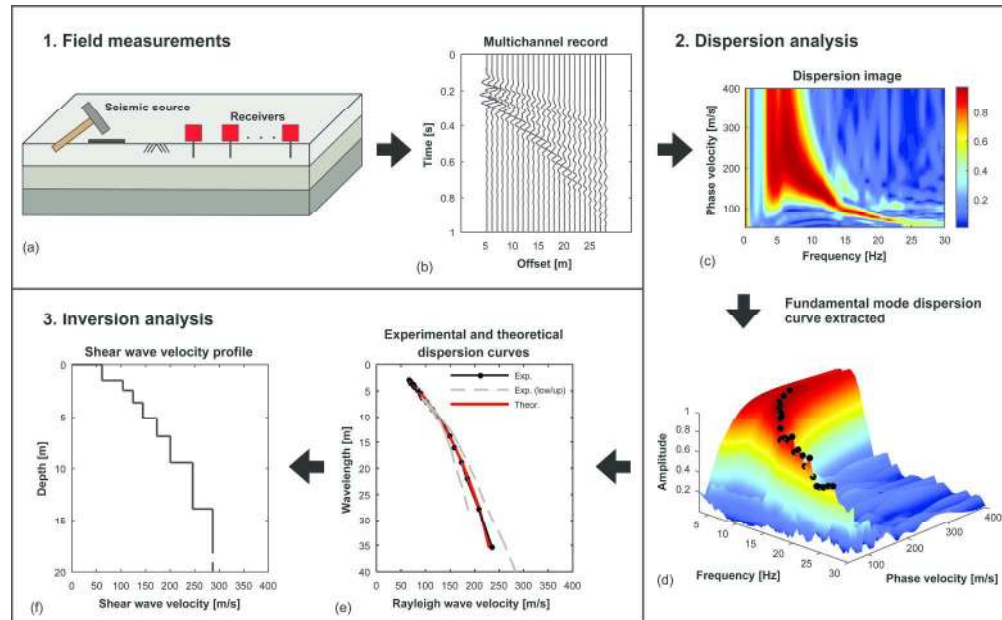 1. Field measurements
Seismic source
Receivers
(a)
Multichannel record
Time [s]
0
0.2
0.4
0.6
0.8
1
5 10 15 20 25
Offset [m]
(b)
2. Dispersion analysis
Dispersion image
Phase velocity [m/s]
400
300
200
100
0 5 10 15 20 25 30
Frequency [Hz]
0.8
0.6
0.4
0.2
(c)
Fundamental mode dispersion
curve extracted
Amplitude
1
0.8
0.6
0.4
0.2
5 10 15 20 25 30
Frequency [Hz]
100 200 300 400
Phase velocity [m/s]
(d)
3. Inversion analysis
Shear wave velocity profile
Depth [m]
0
5
10
15
20
0 50 100 150 200 250 300 350 400
Shear wave velocity [m/s]
(f)
Experimental and theoretical
dispersion curves
Exp.
Exp. (low/up)
Theor.
Wavelength [m]
0
5
10
15
20
25
30
35
40
0 50 100 150 200 250 300 350 400
Rayleigh wave velocity [m/s]
(e)